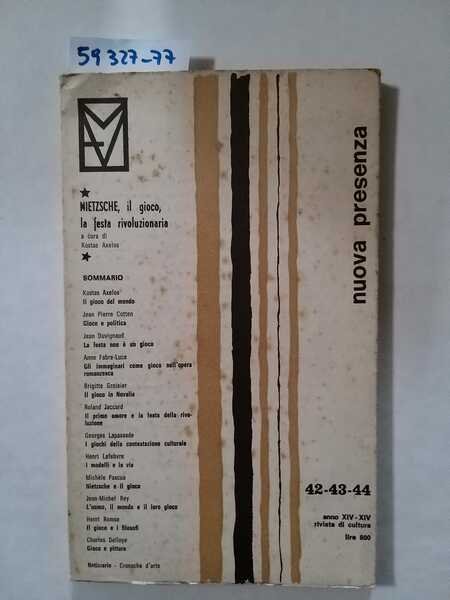 59 327-77
MV
NIETZSCHE, il gioco,
la festa rivoluzionaria
a cura di
Kostas Axelos
SOMMARIO
Kostas Axelos
Il gioco del mondo
Jean Pierre Cotten
Gioco e politica
Jean Duvignaud
La festa non è un gioco
Anne Fabre-Luce
Gli immaginari come gioco nell'opera
romanzesca
Brigitte Groisier
Il gioco in Novalis
Roland Jaccard
Il primo amore e la festa della rivo-
luzione
Georges Lapassade
I giochi della contestazione culturale
Henri Lefebvre
I modelli e la via
Michèle Pascua
Nietzsche e il gioco
Jean-Michel Rey
L'uomo, il mondo e il loro gioco
Henri Ronse
Il gioco e i filosofi
Charles Delloye
Gioco e pittura
Notiziario - Cronache d'arte
nuova presenza
42-43-44
anno XIV-XIV
rivista di cultura
lire 800